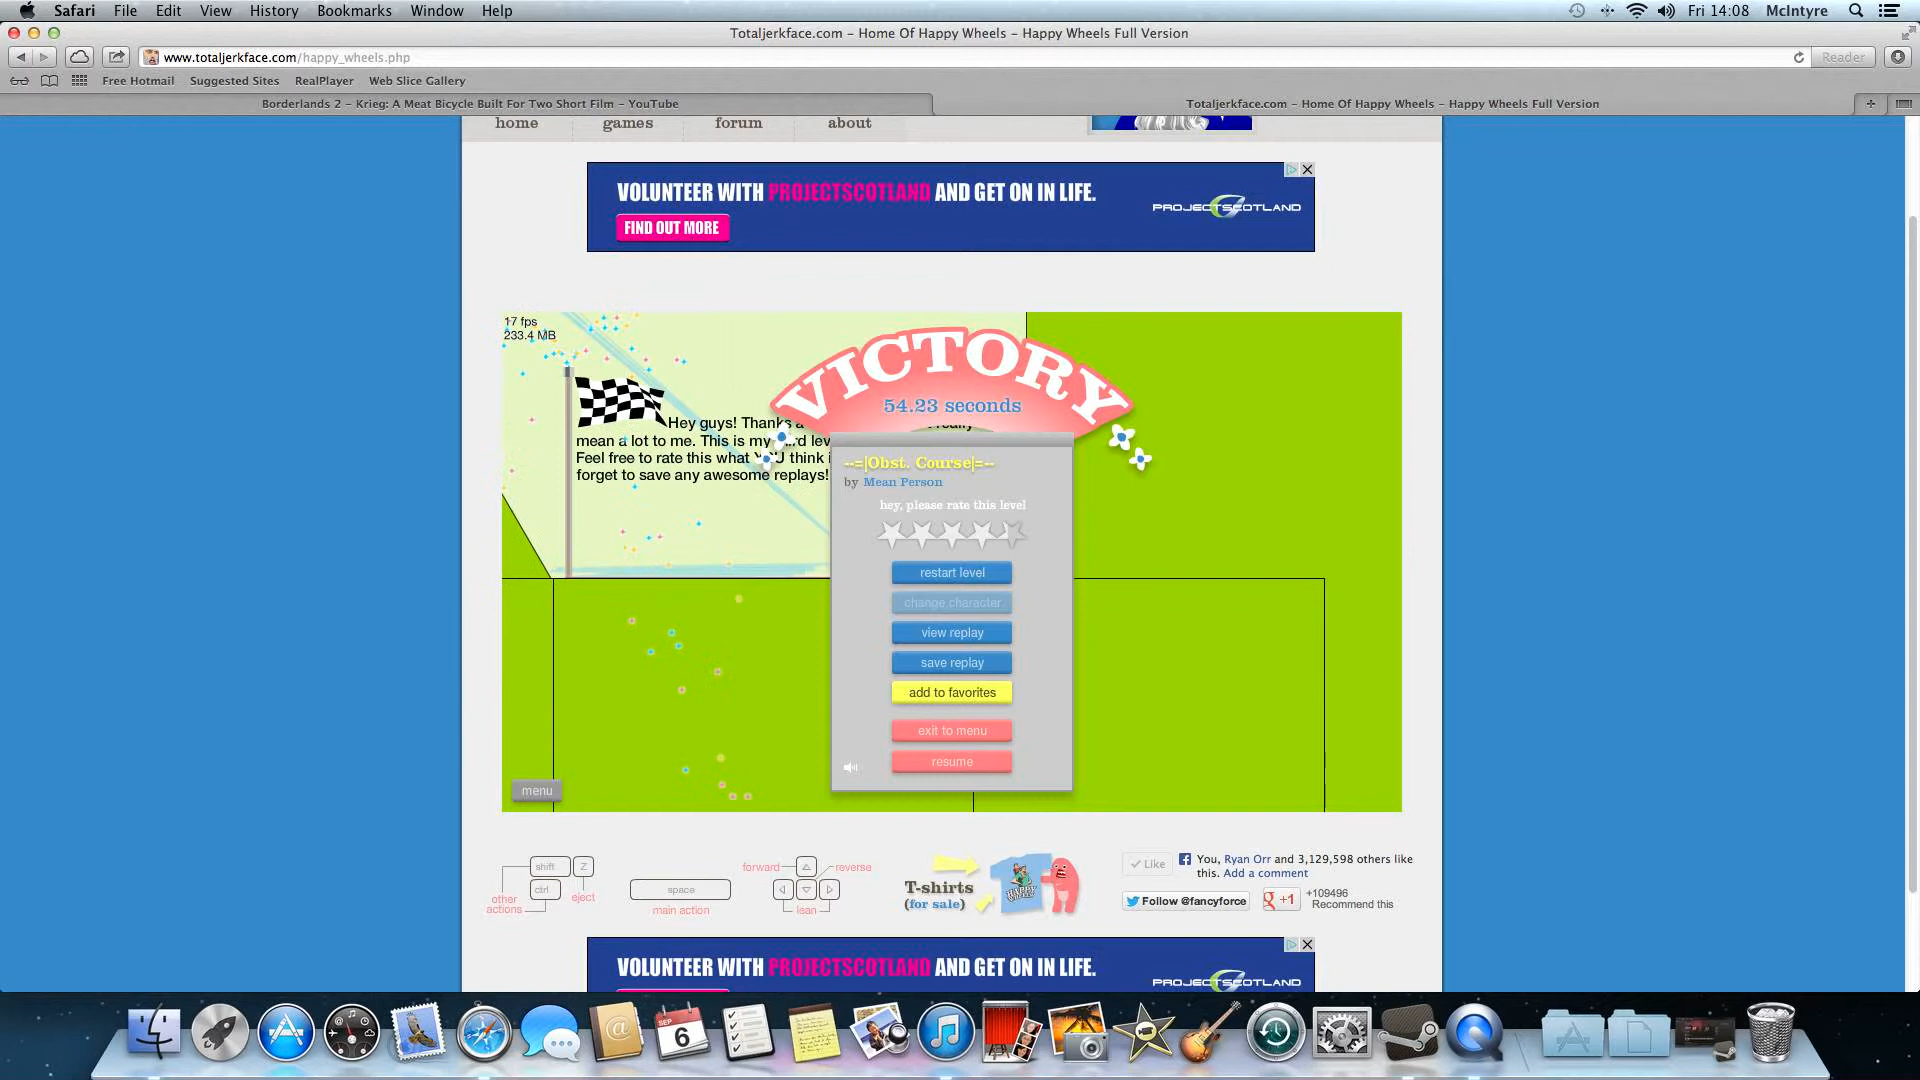 Safari File Edit View History Bookmarks Window Help Fri 14:08 McIntyre
Totaljerkface.com – Home Of Happy Wheels – Happy Wheels Full Version
www.totaljerkface.com/happy_wheels.php Reader
Free Hotmail Suggested Sites RealPlayer Web Slice Gallery
Borderlands 2 – Krieg: A Meat Bicycle Built For Two Short Film – YouTube
Totaljerkface.com – Home Of Happy Wheels – Happy Wheels Full Version
home games forum about
VOLUNTEER WITH PROJECTSCOTLAND AND GET ON IN LIFE.
PROJECTSCOTLAND
FIND OUT MORE
17 fps
233.4 MB
VICTORY
54.23 seconds
Hey guys! Thanks a
mean a lot to me. This is my
Feel free to rate this what YOU think
forget to save any awesome replays!
--=|Obst. Course|=--
by Mean Person
hey, please rate this level
restart level
change character
view replay
save replay
add to favorites
exit to menu
resume
menu
shift Z
ctrl
other
actions
eject
space
main action
forward reverse
lean
T-shirts
(for sale)
HAPPY WHEELS
Like
You, Ryan Orr and 3,129,598 others like
this. Add a comment
Follow @fancyforce
+1
+109496
Recommend this
VOLUNTEER WITH PROJECTSCOTLAND AND GET ON IN LIFE.
PROJECTSCOTLAND
SEP
6